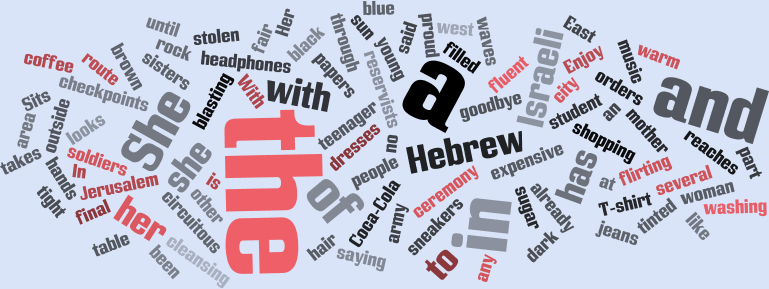 blue
until
stolen
rock
sisters
fair
Her
black
headphones
through
sun
young
said
proud
west
waves
filled
East
Israeli
fluent
Enjoy
city
music
warm
orders
coffee
route
brown
checkpoints
Sits
area
outside
looks
takes
She
blasting
With
with
papers
reservists
a
goodbye
student
an
mother
and
the
teenager
dresses
no
Hebrew
shopping
reaches
part
soldiers
In
hands
Jerusalem
tight
final
her
She
is
other
circuitous
of
people
Coca-Cola
army
ceremony
sneakers
expensive
has
at
flirting
several
woman
T-shirt
washing
sugar
already
dark
in
to
any
jeans
tinted
like
table
been
cleansing
hair
saying